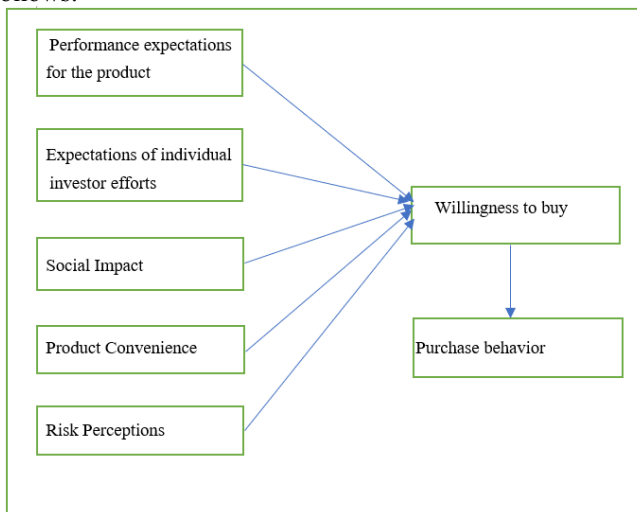 Performance expectations
for the product
Expectations of individual
investor efforts
Social Impact
Product Convenience
Risk Perceptions
Willingness to buy
Purchase behavior